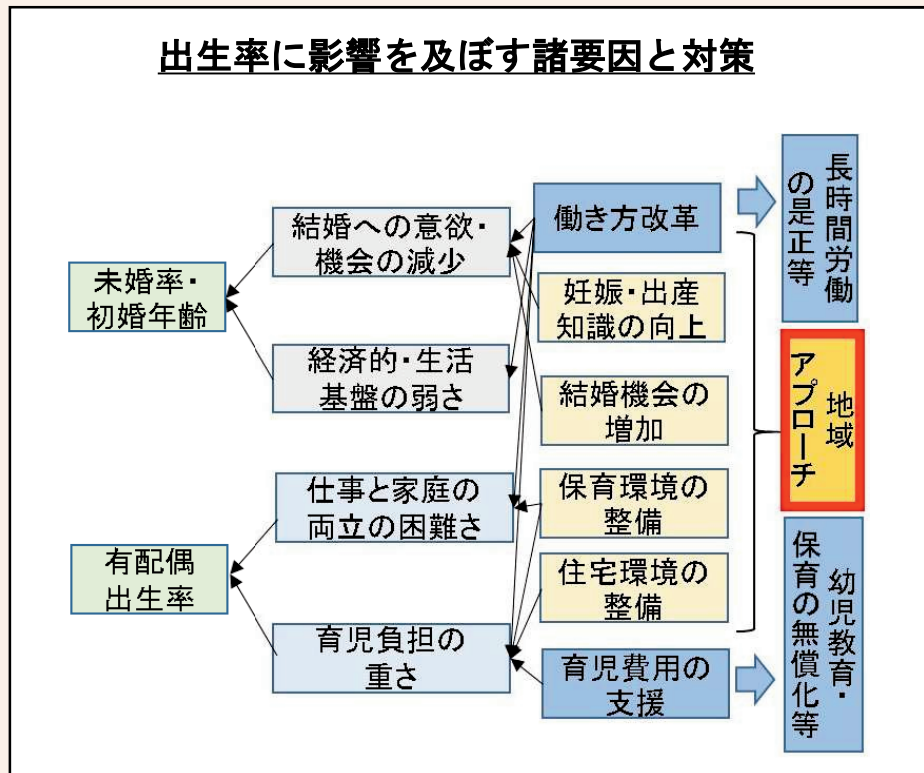 出生率に影響を及ぼす諸要因と対策
未婚率・
初婚年齢
有配偶
出生率
結婚への意欲・
機会の減少
経済的・生活
基盤の弱さ
仕事と家庭の
両立の困難さ
育児負担の
重さ
働き方改革
妊娠・出産
知識の向上
結婚機会の
増加
保育環境の
整備
住宅環境の
整備
育児費用の
支援
長時間労働
の是正等
地域
アプローチ
幼児教育・
保育の無償化等